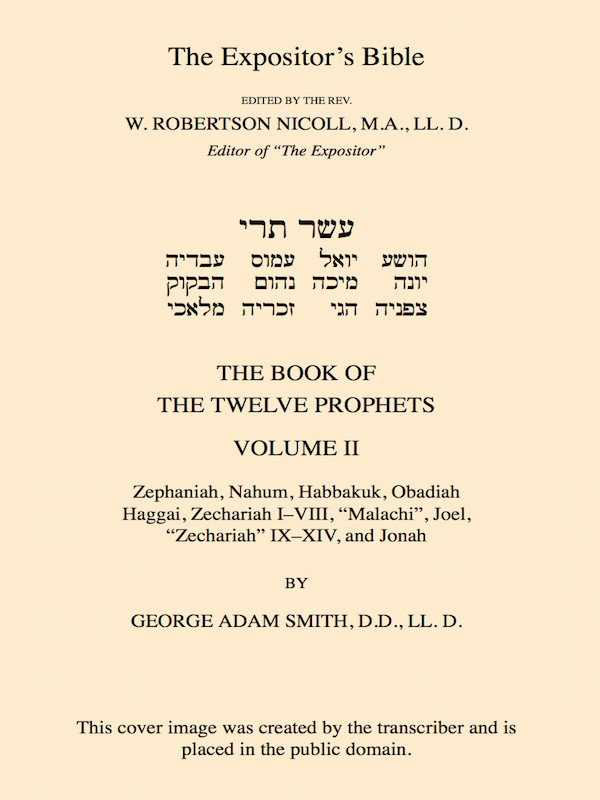 The Expositor’s Bible
EDITED BY THE REV.
W. ROBERTSON NICOLL, M.A., LL. D.
Editor of “The Expositor”
עשר תרי
הושע יואל עמוס עבדיה
יונה מיכה נהום הבקוק
צפניה הגי זכריה מלאכי
THE BOOK OF
THE TWELVE PROPHETS
VOLUME II
Zephaniah, Nahum, Habbakuk, Obadiah
Haggai, Zechariah I–VIII, “Malachi”, Joel,
“Zechariah” IX–XIV, and Jonah
BY
GEORGE ADAM SMITH, D.D., LL. D.
This cover image was created by the transcriber and is
placed in the public domain.